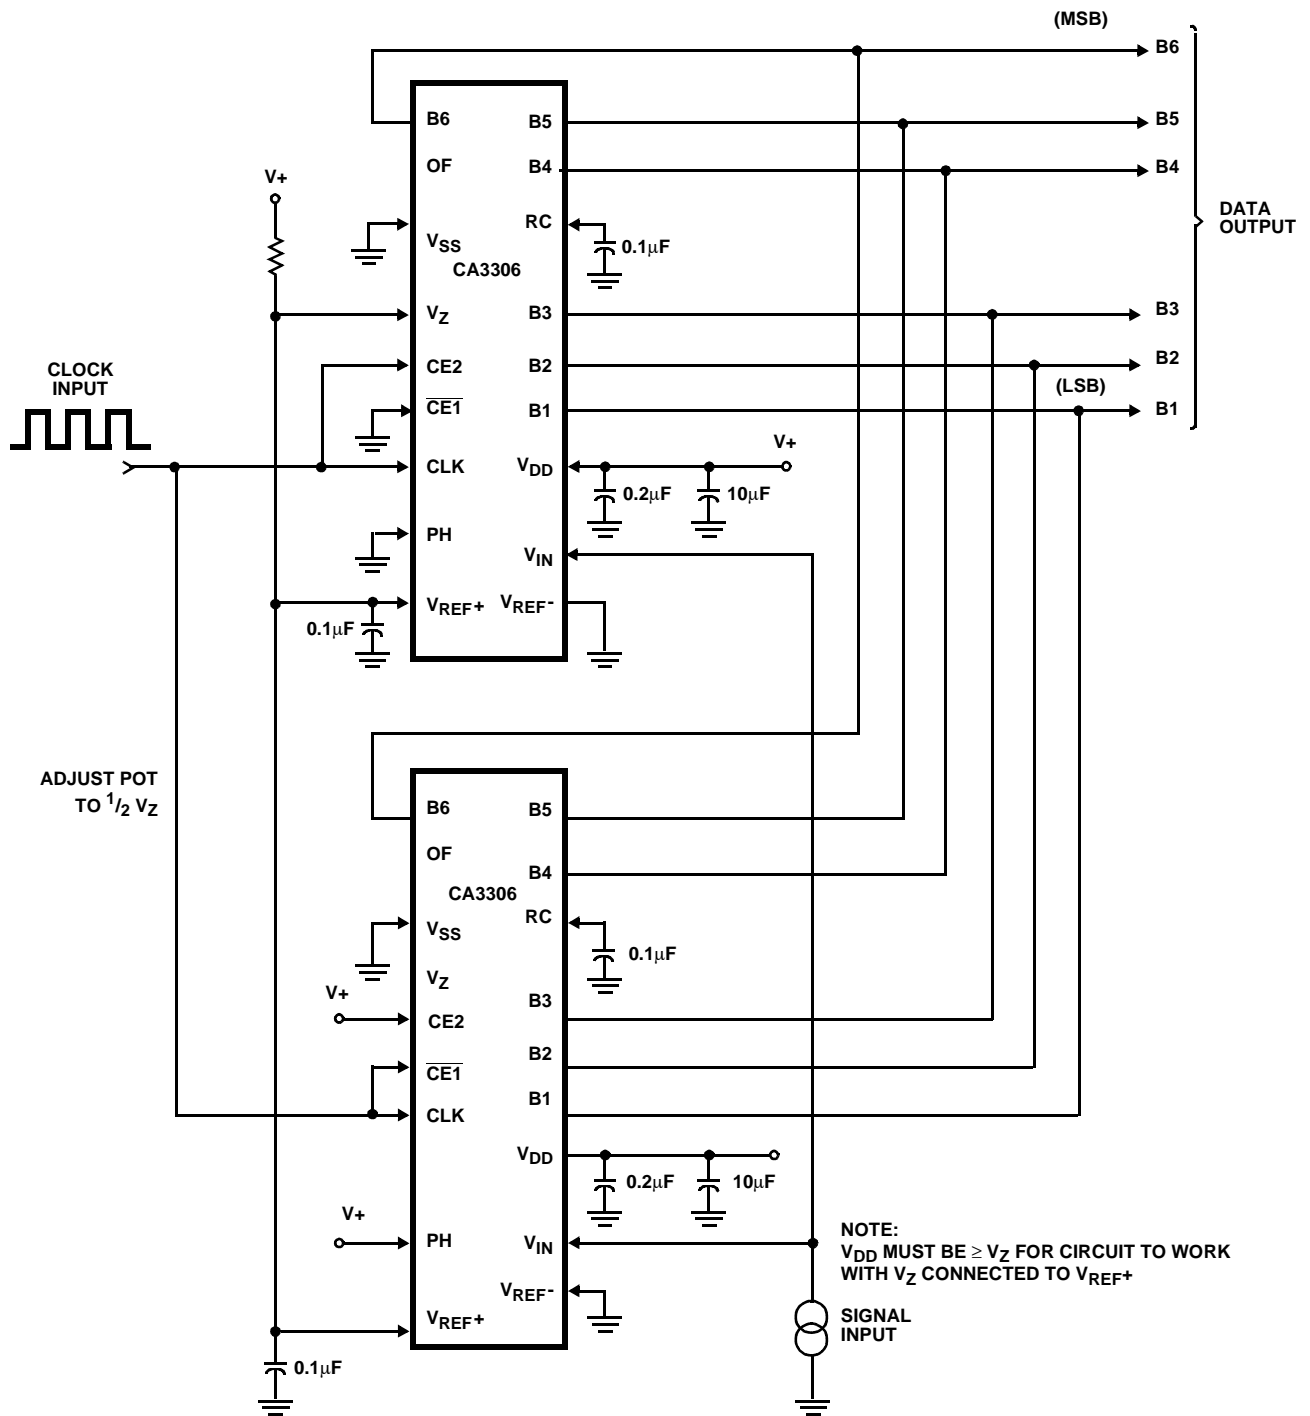 (MSB)
B6
B5
B4
B3
B2
(LSB)
B1
DATA
OUTPUT
B6
OF
VSS
CA3306
VZ
CE2
CE1
CLK
PH
VREF+
B5
B4
RC
B3
B2
B1
VDD
VIN
VREF-
V+
0.1µF
CLOCK
INPUT
V+
0.2µF
10µF
0.1µF
ADJUST POT
TO 1/2 VZ
B6
OF
CA3306
VSS
VZ
CE2
CE1
CLK
PH
VREF+
B5
B4
RC
B3
B2
B1
VDD
VIN
VREF-
0.1µF
V+
0.2µF
10µF
V+
0.1µF
NOTE:
VDD MUST BE ≥ VZ FOR CIRCUIT TO WORK
WITH VZ CONNECTED TO VREF+
SIGNAL
INPUT